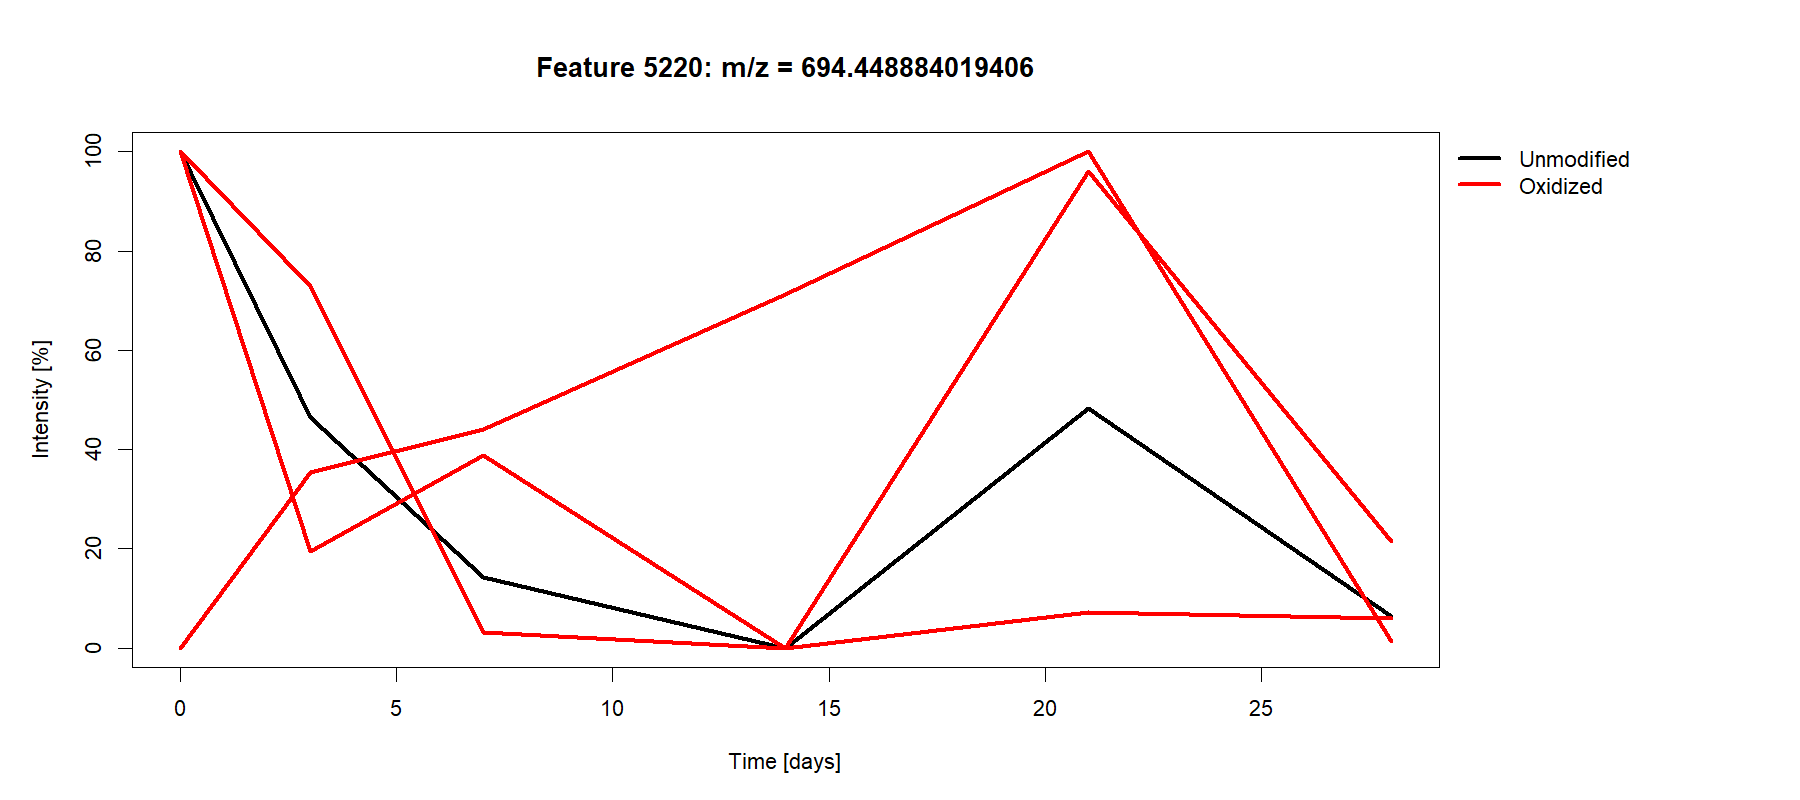 Feature 5220: m/z = 694.448884019406
Unmodified
Oxidized
Intensity [%]
100
80
60
40
20
0
0 5 10 15 20 25
Time [days]